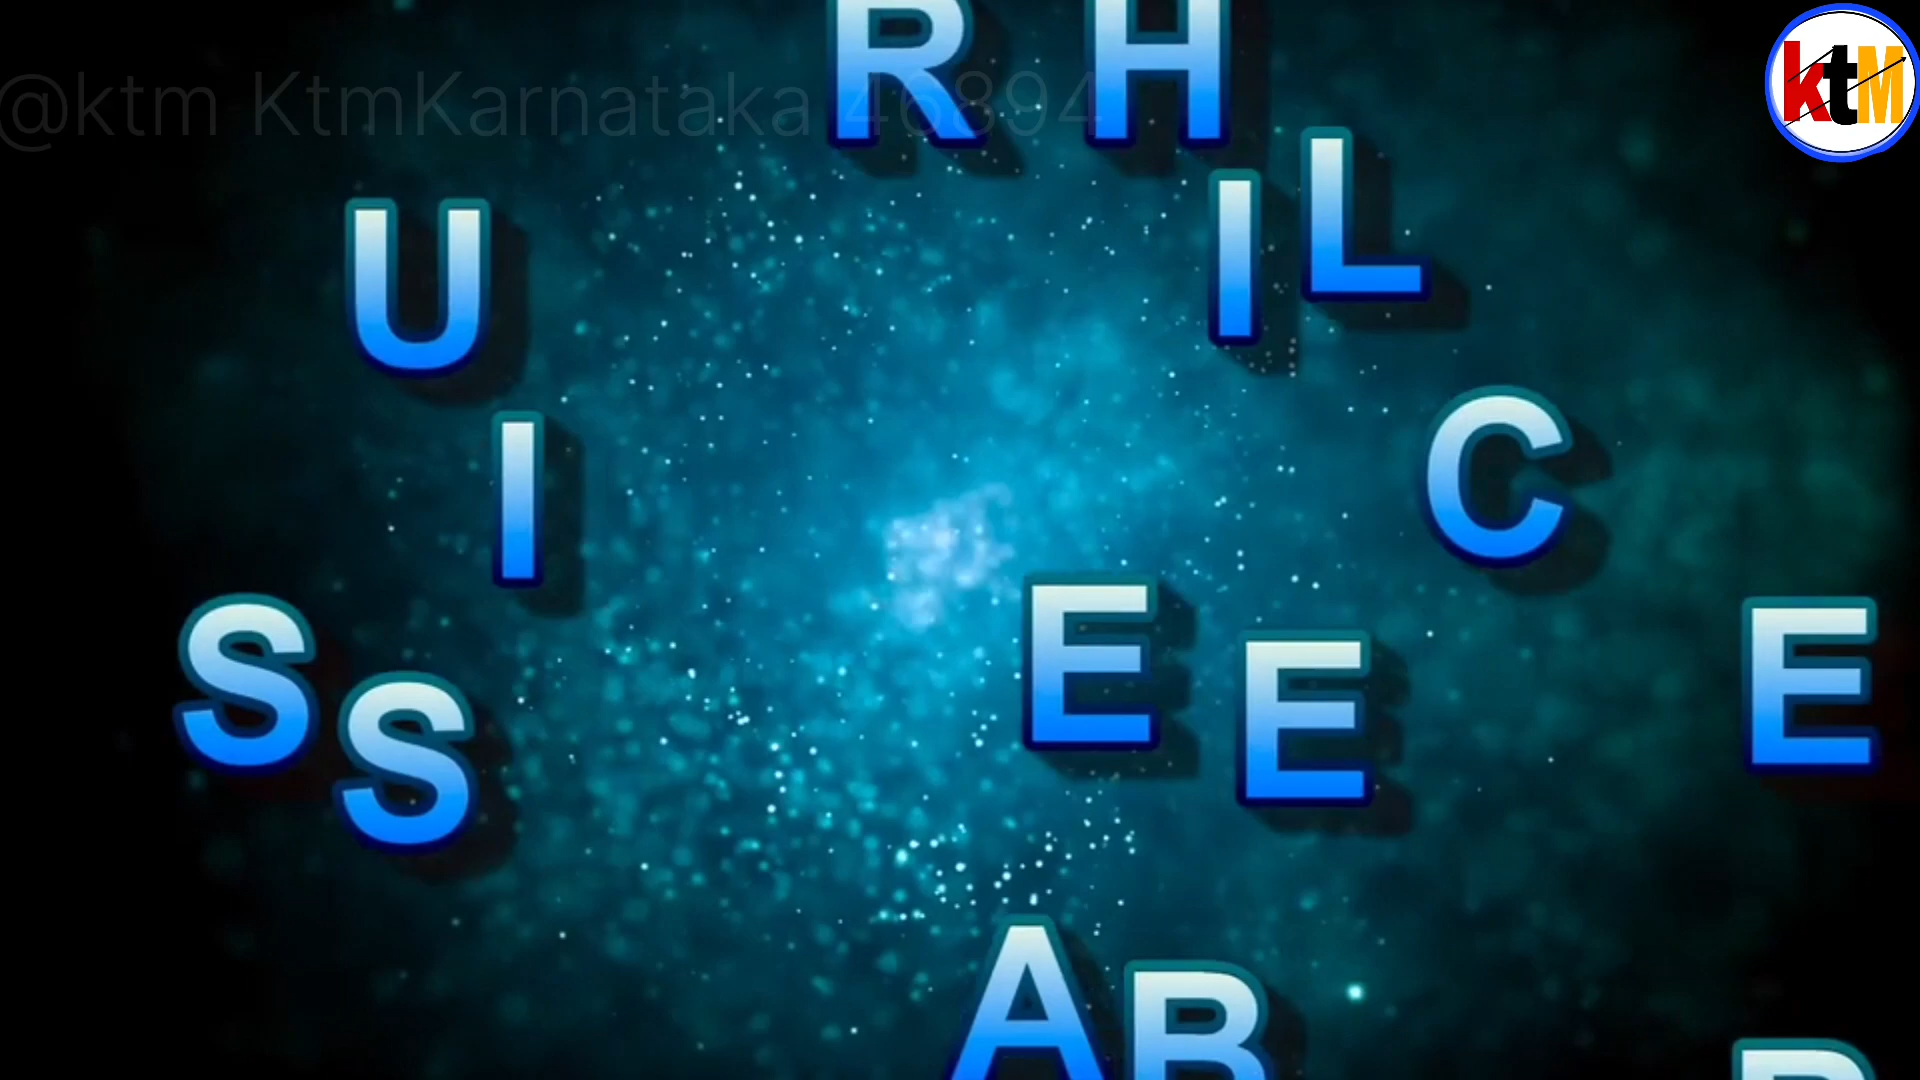 R H
@ktm KtmKarnataka 46894
ktM
U I L
I C
S S E E E
A B